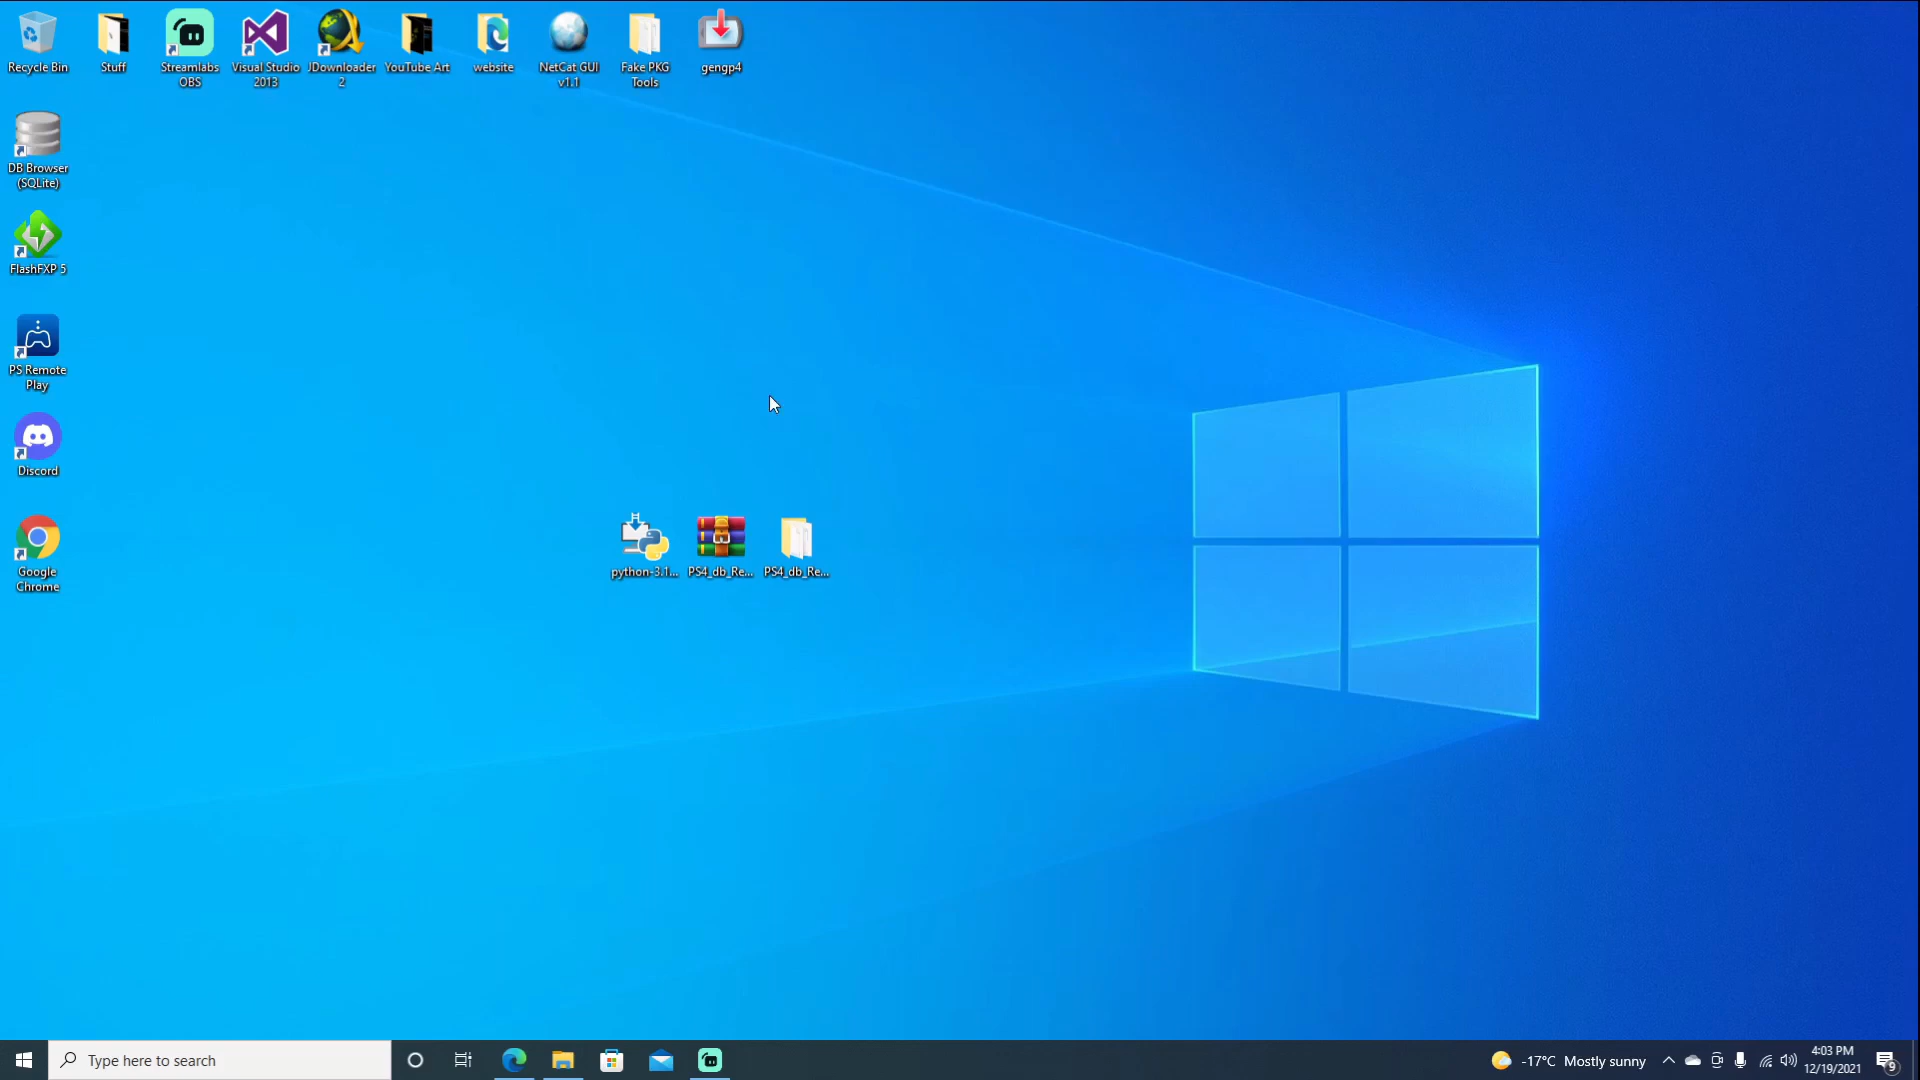 Recycle Bin
Stuff
Streamlabs
OBS
Visual Studio
2013
JDownloader
2
YouTube Art
website
NetCat GUI
v1.1
Fake PKG
Tools
gengp4
DB Browser
(SQLite)
FlashFXP 5
PS Remote
Play
Discord
Google
Chrome
python-3.1...
PS4_db_Re...
PS4_db_Re...
Type here to search
-17°C Mostly sunny
4:03 PM
12/19/2021
9